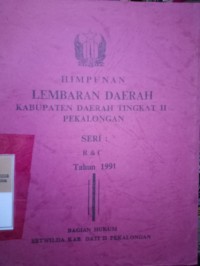 HIMPUNAN
LEMBARAN DAERAH
KABUPATEN DAERAH TINGKAT II
PEKALONGAN
SERI :
Tahun 1991
BAGIAN HUKUM
SETWILDA KAB. DATI II PEKALONGAN